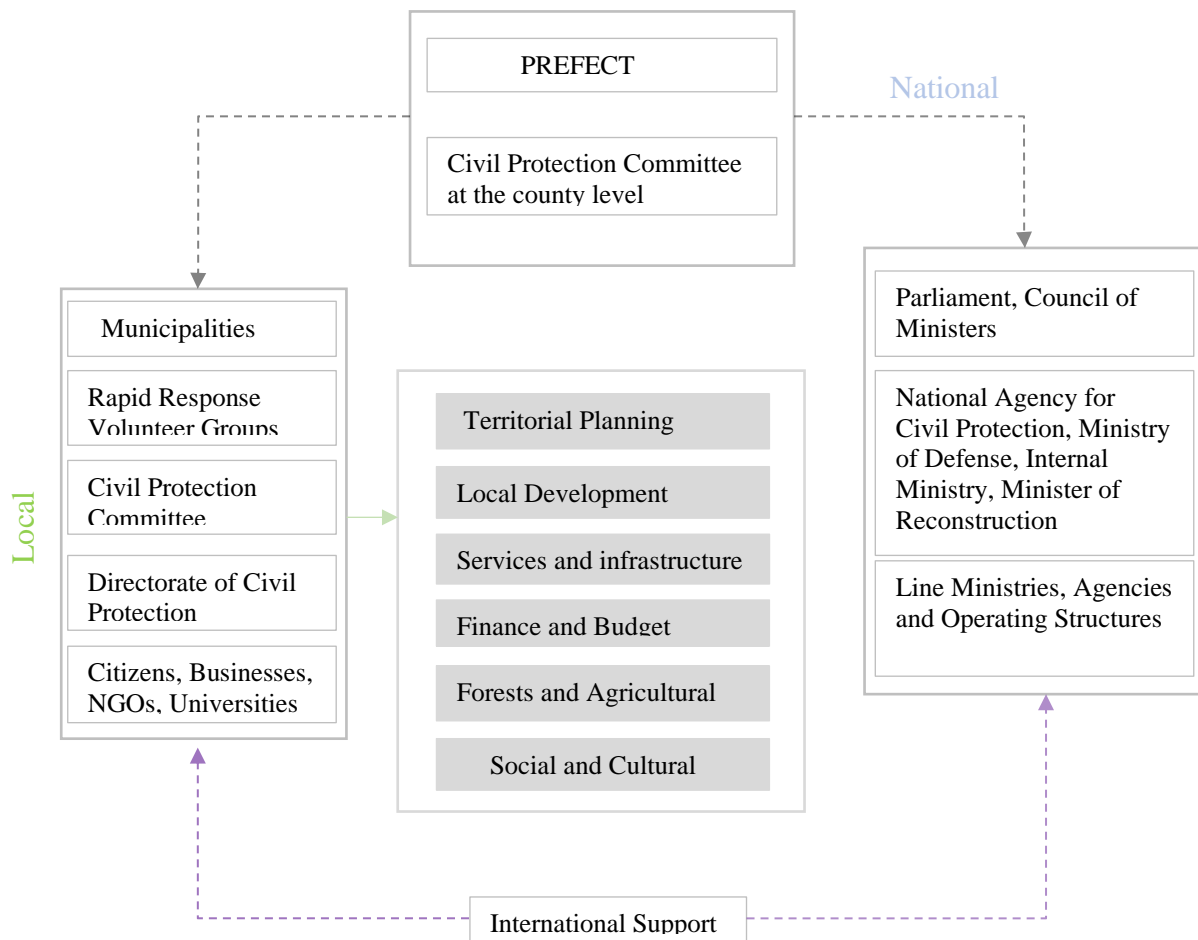 PREFECT
National
Civil Protection Committee
at the county level
Municipalities
Rapid Response
Volunteer Groups
Civil Protection
Committee
Directorate of Civil
Protection
Citizens, Businesses,
NGOs, Universities
Local
Territorial Planning
Local Development
Services and infrastructure
Finance and Budget
Forests and Agricultural
Social and Cultural
Parliament, Council of
Ministers
National Agency for
Civil Protection, Ministry
of Defense, Internal
Ministry, Minister of
Reconstruction
Line Ministries, Agencies
and Operating Structures
International Support